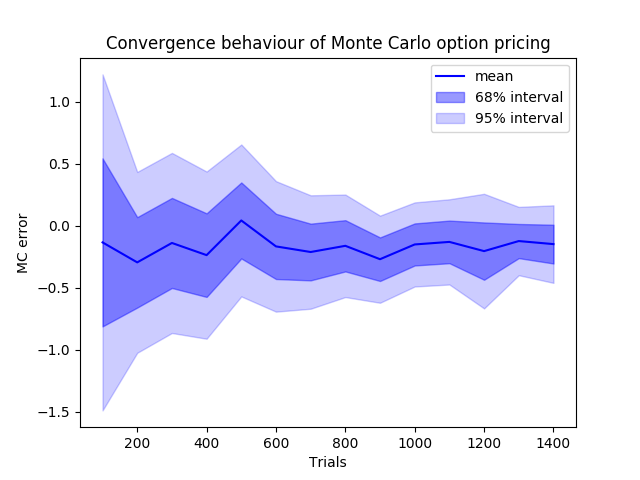 Convergence behaviour of Monte Carlo option pricing
mean
68% interval
95% interval
MC error
1.0
0.5
0.0
−0.5
−1.0
−1.5
200 400 600 800 1000 1200 1400
Trials